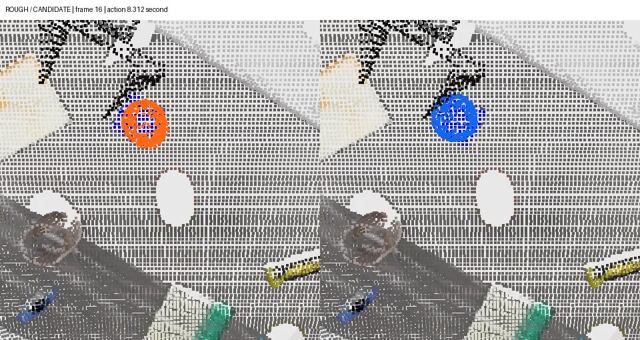 ROUGH / CANDIDATE | frame 16 | action 8.312 second